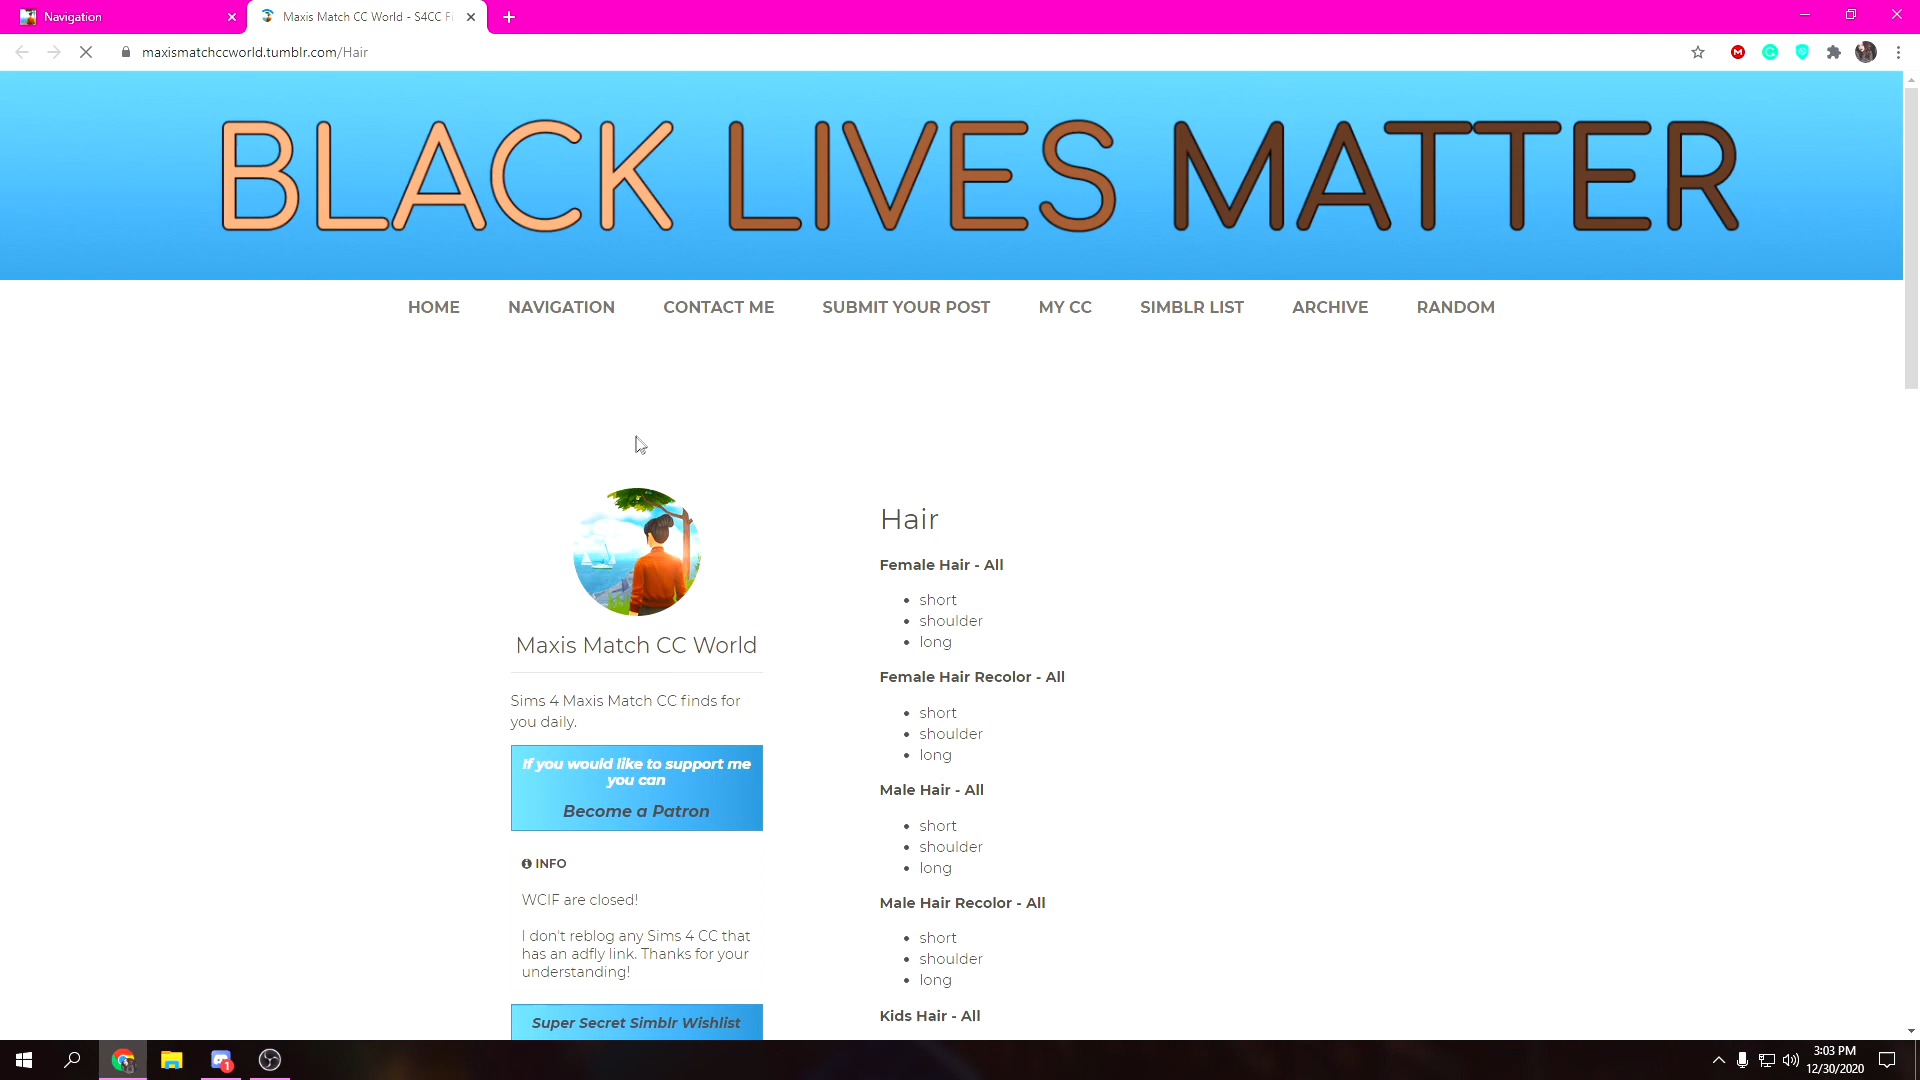 Navigation
Maxis Match CC World - S4CC Fi
maxismatchccworld.tumblr.com/Hair
BLACK LIVES MATTER
HOME NAVIGATION CONTACT ME SUBMIT YOUR POST MY CC SIMBLR LIST ARCHIVE RANDOM
Maxis Match CC World
Sims 4 Maxis Match CC finds for
you daily.
If you would like to support me
you can
Become a Patron
INFO
WCIF are closed!
I don't reblog any Sims 4 CC that
has an adfly link. Thanks for your
understanding!
Super Secret Simblr Wishlist
Hair
Female Hair - All
short
shoulder
long
Female Hair Recolor - All
short
shoulder
long
Male Hair - All
short
shoulder
long
Male Hair Recolor - All
short
shoulder
long
Kids Hair - All
1
3:03 PM
12/30/2020